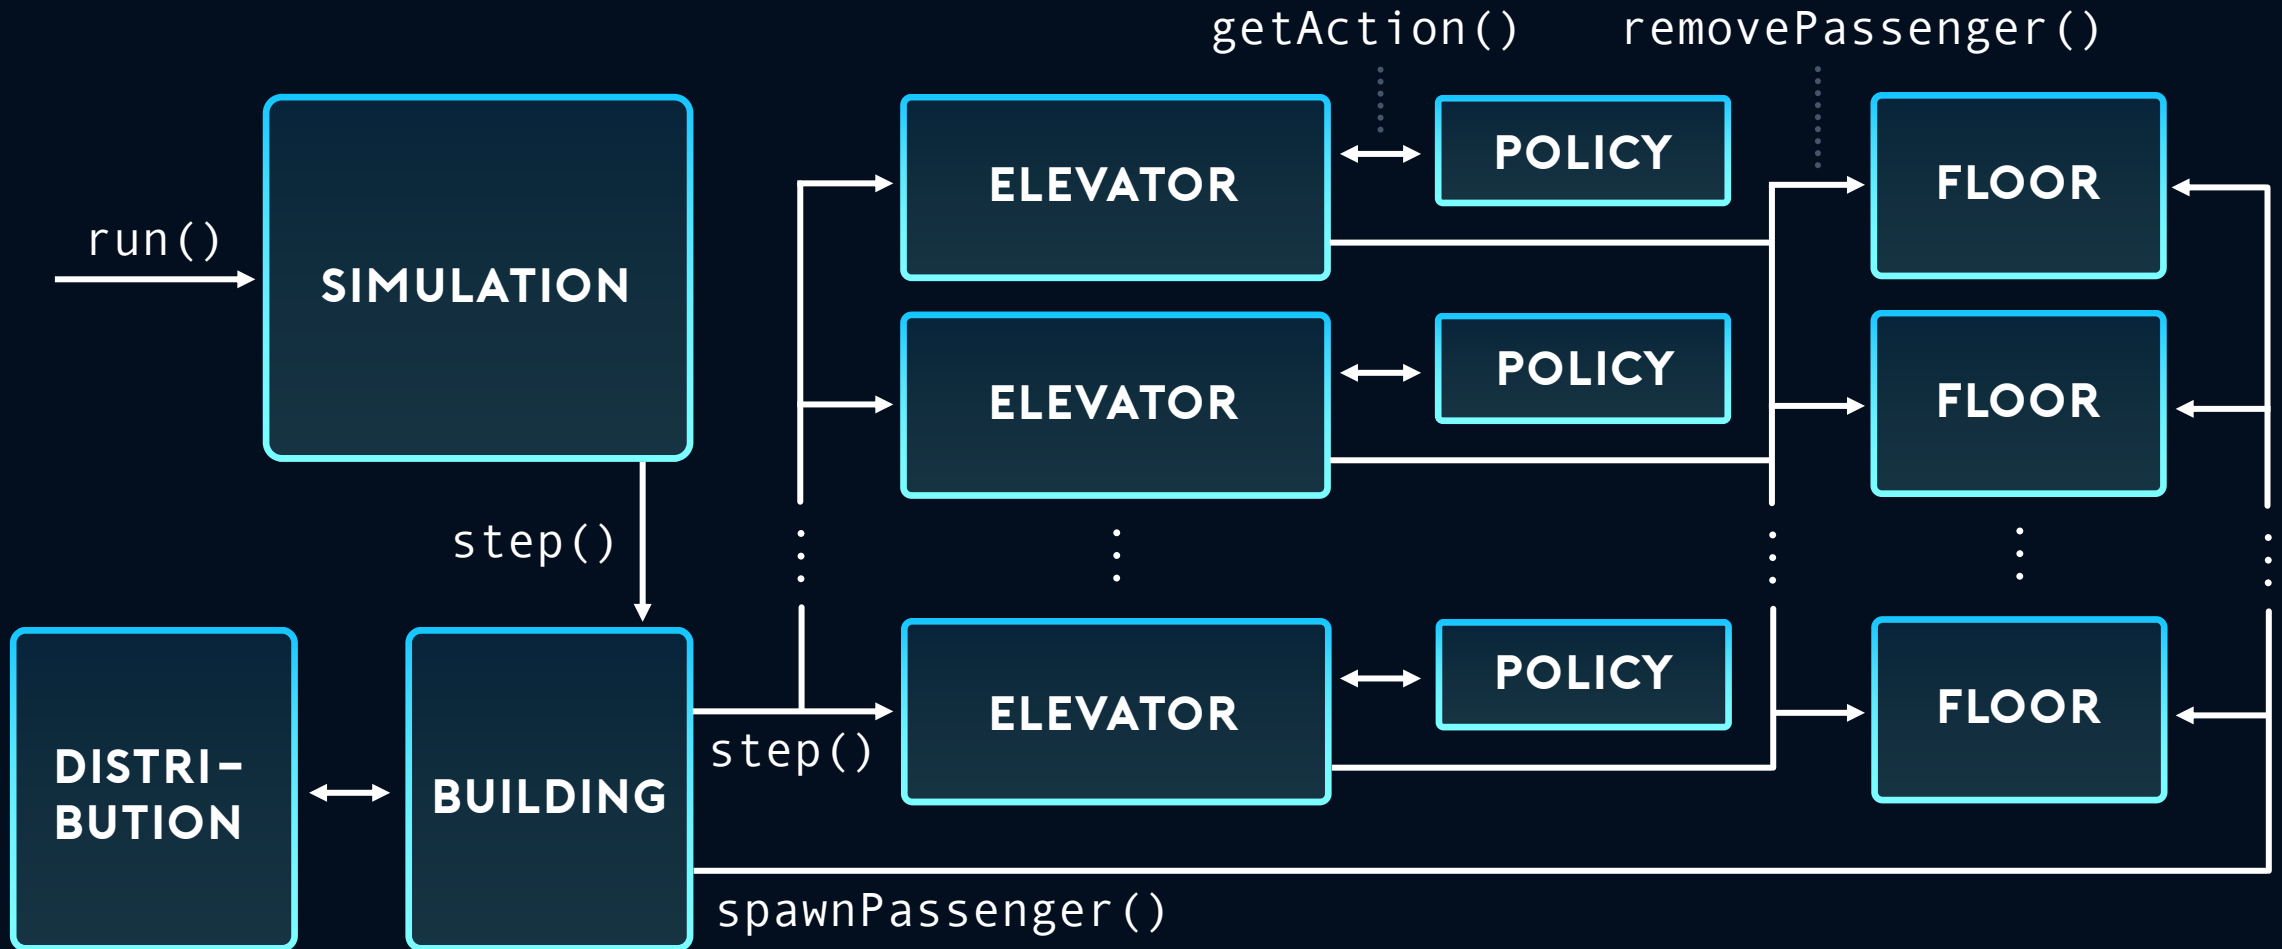 getAction()
removePassenger()
run()
SIMULATION
ELEVATOR
POLICY
FLOOR
ELEVATOR
POLICY
FLOOR
step()
ELEVATOR
POLICY
FLOOR
step()
DISTRI-
BUTION
BUILDING
spawnPassenger()